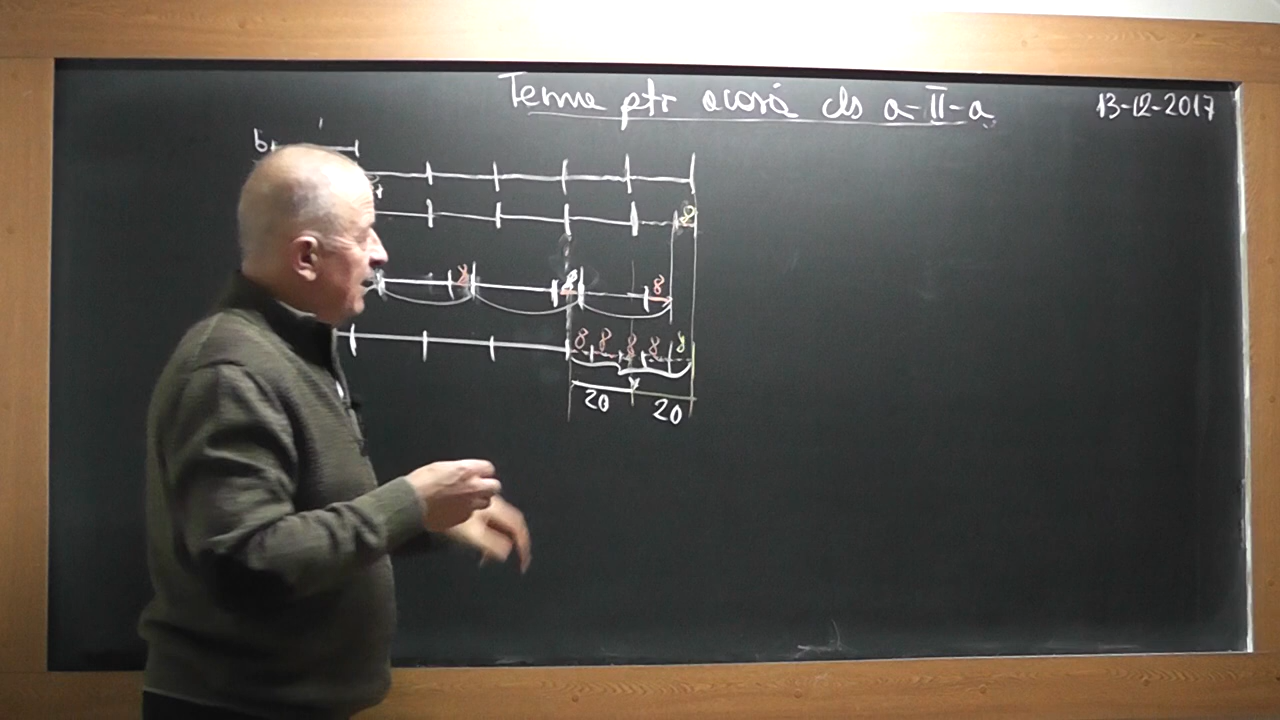 Teme ptr acasă cls a-II-a 13-12-2017
b 1
8
8 8 8
8 8 8 8 8
20 20